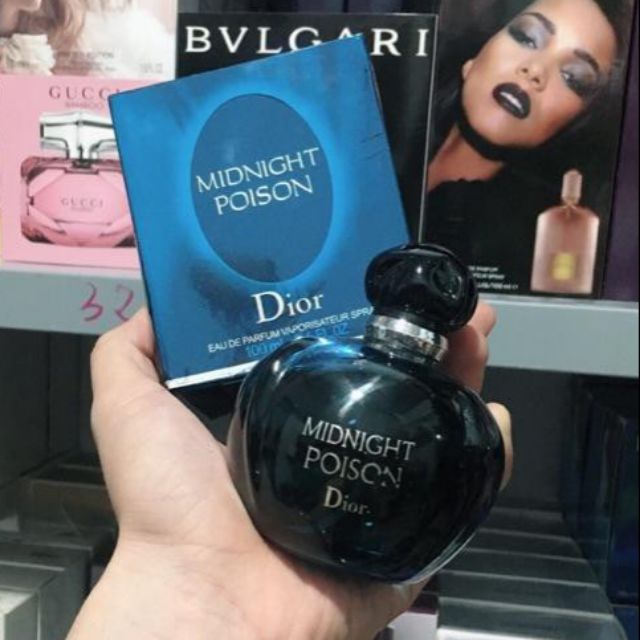 BVLGARI
GUCCI
GUCCI
MIDNIGHT
POISON
Dior
EAU DE PARFUM VAPORISATEUR SPRAY
32
MIDNIGHT
POISON
Dior